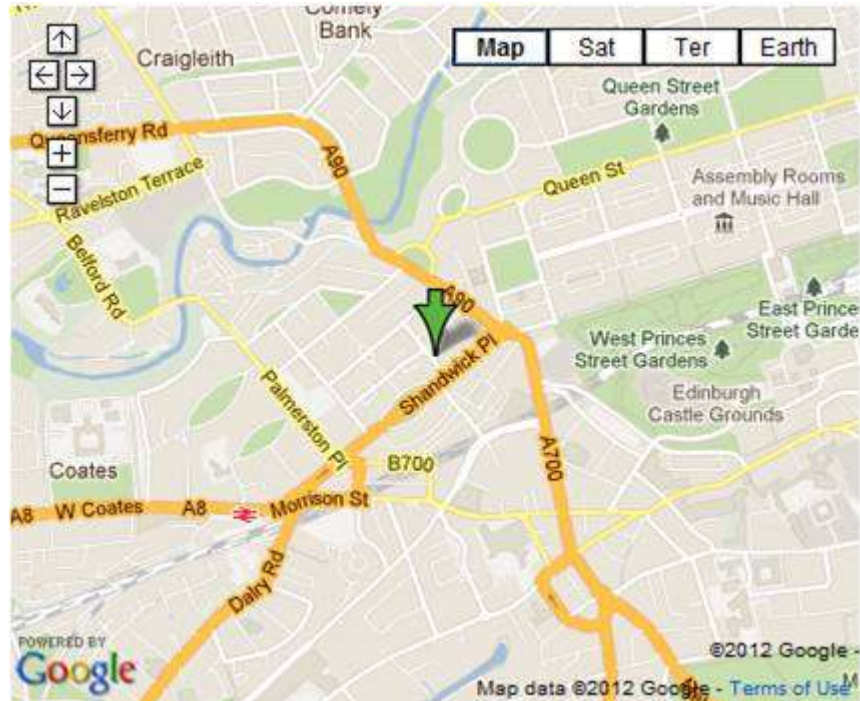 Comely
Bank
Craigleith
Map Sat Ter Earth
Queen Street
Gardens
Queensferry Rd
A90
Ravelston Terrace
Queen St
Assembly Rooms
and Music Hall
Belford Rd
A90
East Prince
Street Garde
West Princes
Street Gardens
Shandwick Pl
Palmerston Pl
Edinburgh
Castle Grounds
Coates
B700
A700
A8 W Coates A8
Morrison St
Dalry Rd
POWERED BY
Google
©2012 Google -
Map data ©2012 Google - Terms of Use
M